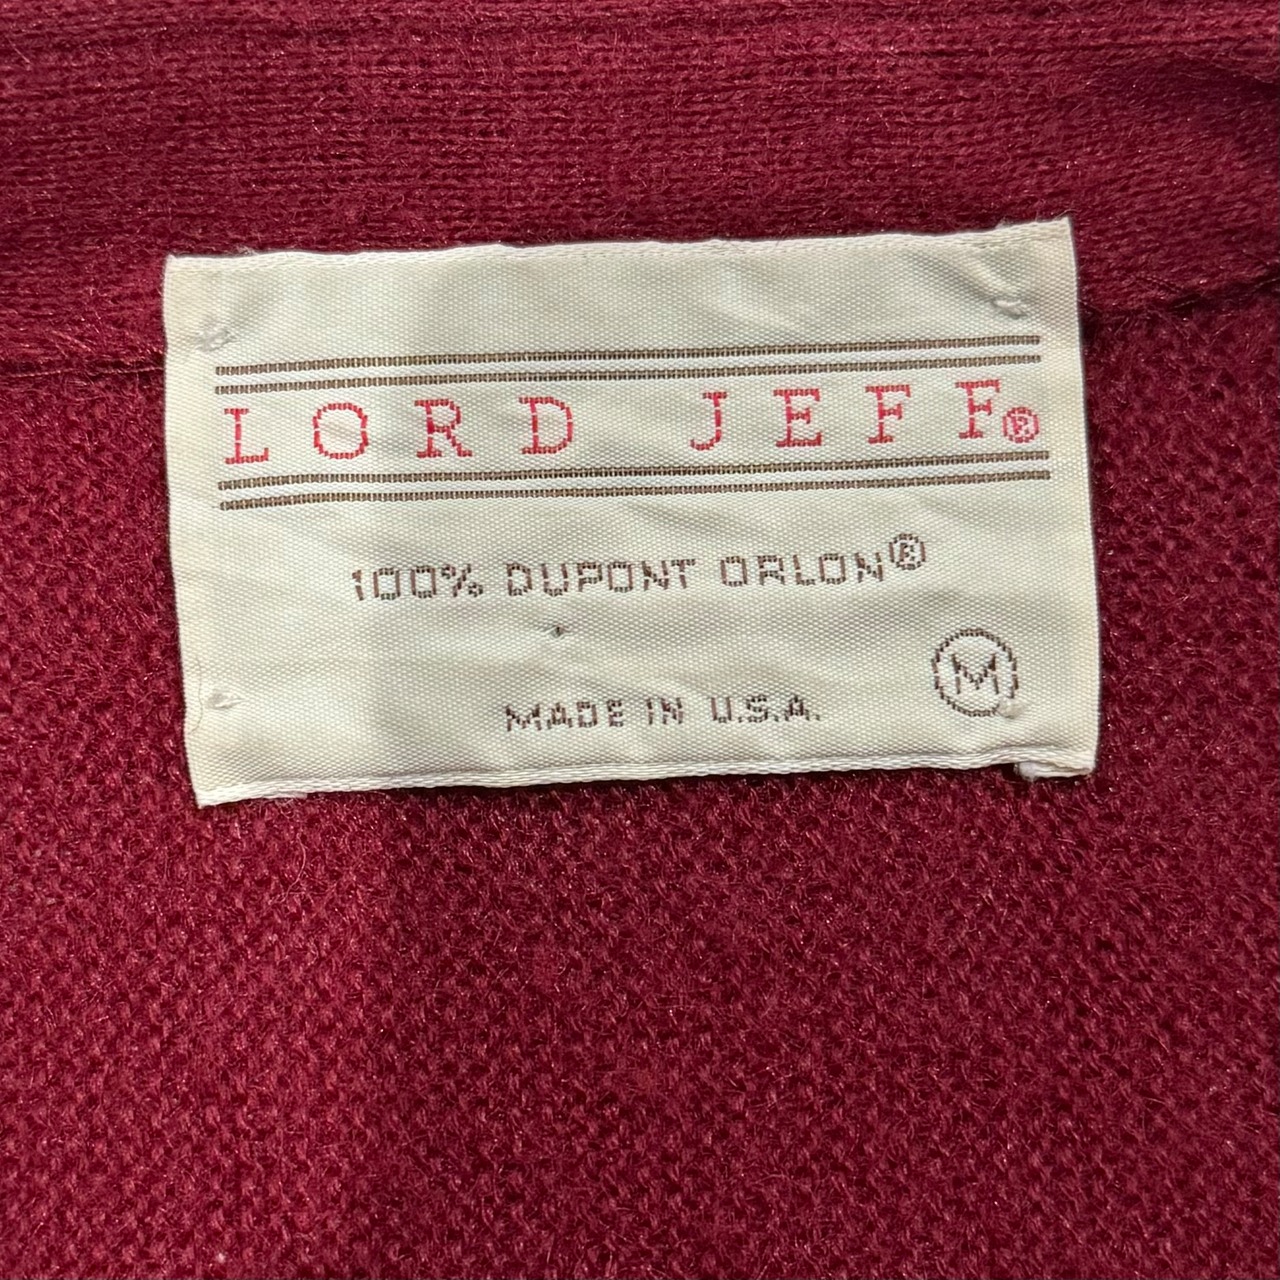 LORD JEFF®
100% DUPONT ORLON®
M
MADE IN U.S.A.